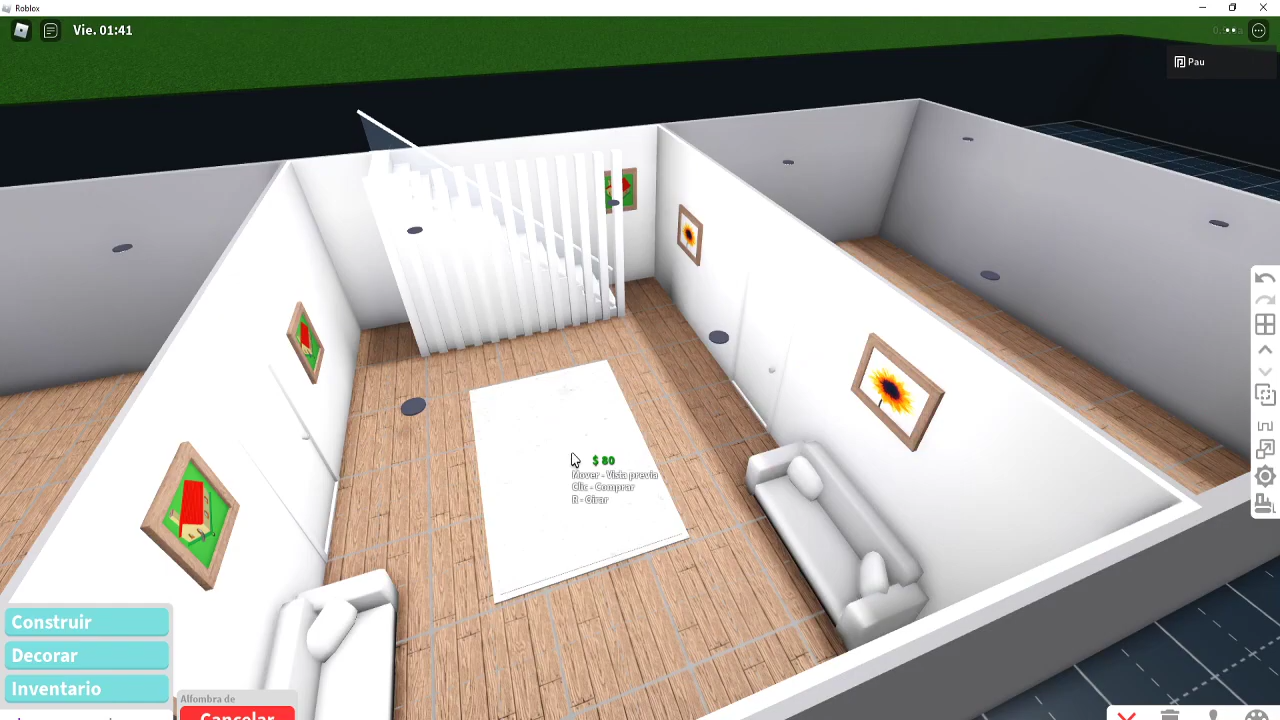 Roblox
Vie. 01:41
Pau
$ 80
Mover - Vista previa
Clic - Comprar
R - Girar
Construir
Decorar
Inventario
Alfombra de
Cancelar